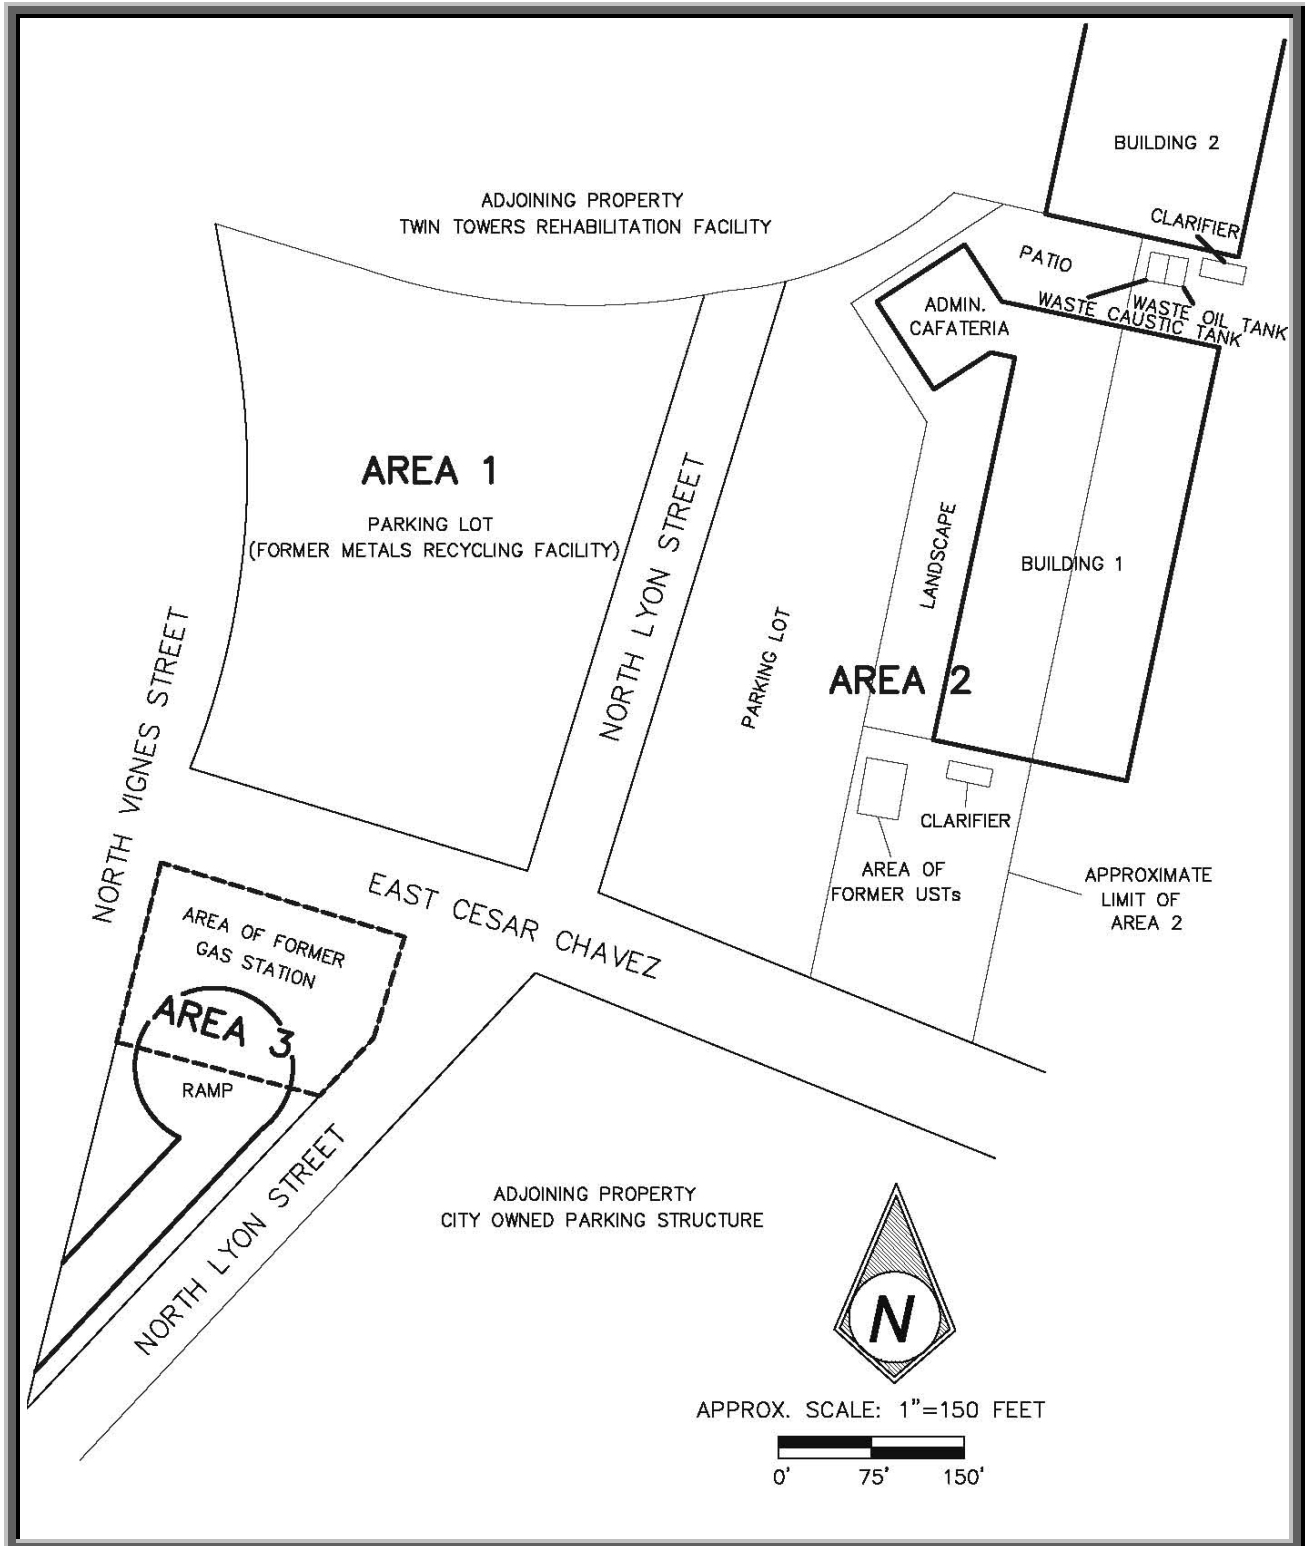 BUILDING 2
ADJOINING PROPERTY
TWIN TOWERS REHABILITATION FACILITY
CLARIFIER
PATIO
WASTE CAUSTIC TANK
WASTE OIL TANK
ADMIN.
CAFATERIA
AREA 1
PARKING LOT
(FORMER METALS RECYCLING FACILITY)
NORTH LYON STREET
LANDSCAPE
BUILDING 1
PARKING LOT
AREA 2
NORTH VIGNES STREET
CLARIFIER
AREA OF
FORMER USTs
APPROXIMATE
LIMIT OF
AREA 2
EAST CESAR CHAVEZ
AREA OF FORMER
GAS STATION
AREA 3
RAMP
NORTH LYON STREET
ADJOINING PROPERTY
CITY OWNED PARKING STRUCTURE
N
APPROX. SCALE: 1"=150 FEET
0' 75' 150'